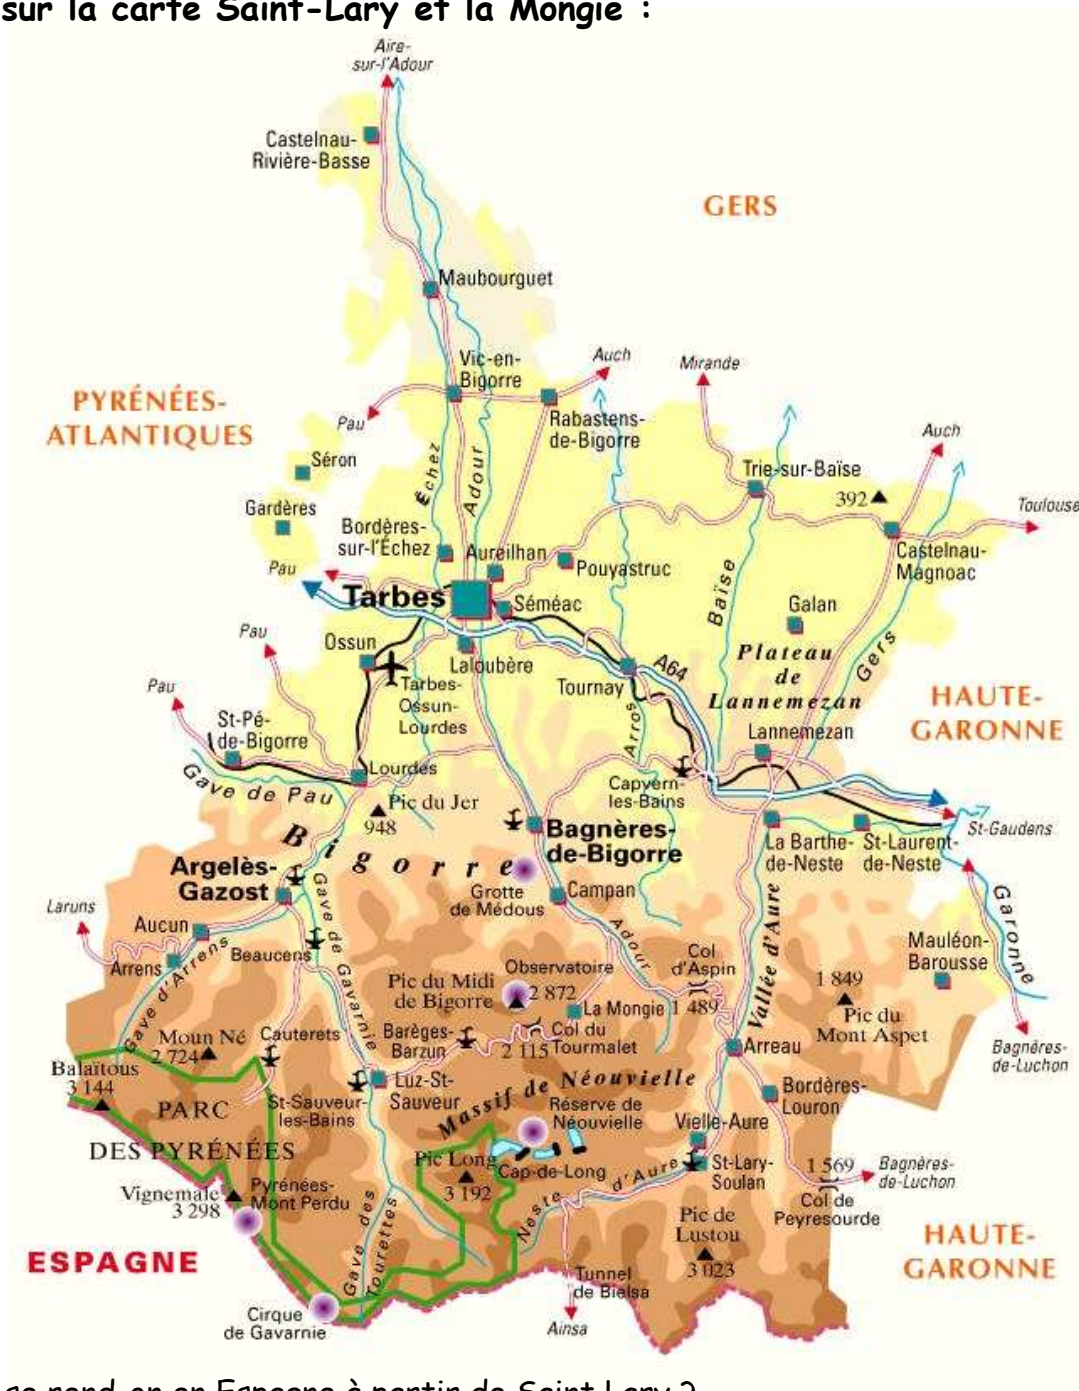 sur la carte Saint-Lary et la Mongie :
Aire-
sur-l'Adour
Castelnau-
Rivière-Basse
GERS
Maubourguet
Vic-en-
Bigorre
Auch
Mirande
PYRÉNÉES-
ATLANTIQUES
Pau
Rabastens-
de-Bigorre
Auch
Séron
Échez
Adour
Trie-sur-Baïse
392
Gardères
Toulouse
Bordères-
sur-l'Échez
Aureilhan
Castelnau-
Magnoac
Pau
Pouyastruc
Baïse
Tarbes
Séméac
Galan
Pau
Ossun
Laloubère
A64
Plateau
de
Lannemezan
Gers
Tournay
Pau
Tarbes-
Ossun-
Lourdes
HAUTE-
GARONNE
St-Pé-
de-Bigorre
Arros
Lannemezan
Lourdes
Gave de Pau
Capvern-
les-Bains
Pic du Jer
948
St-Gaudens
Bigorre
Bagnères-
de-Bigorre
La Barthe-
de-Neste
St-Laurent-
de-Neste
Argelès-
Gazost
Grotte
de Médous
Campan
Garonne
Laruns
Aucun
Gave de Gavarnie
Vallée d'Aure
Adour
Mauléon-
Barousse
Arrens
Gave d'Arrens
Beaucens
Col
d'Aspin
1 489
Observatoire
Pic du Midi
de Bigorre
2 872
1 849
Pic du
Mont Aspet
La Mongie
Moun Né
2 724
Cauterets
Barèges-
Barzun
2 115
Col du
Tourmalet
Arreau
Bagnères-
de-Luchon
Balaïtous
3 144
Luz-St-
Sauveur
Massif de Néouvielle
Bordères-
Louron
PARC
DES PYRÉNÉES
St-Sauveur-
les-Bains
Réserve de
Néouvielle
Vielle-Aure
Pic Long
3 192
Cap-de-Long
St-Lary-
Soulan
1 569
Col de
Peyresourde
Bagnères-
de-Luchon
Vignemale
3 298
Pyrénées-
Mont Perdu
Neste d'Aure
Pic de
Lustou
3 023
HAUTE-
GARONNE
ESPAGNE
Gave des
Tourettes
Tunnel
de Bielsa
Cirque
de Gavarnie
Ainsa
se rend-on en Espagne à partir de Saint Lary ?